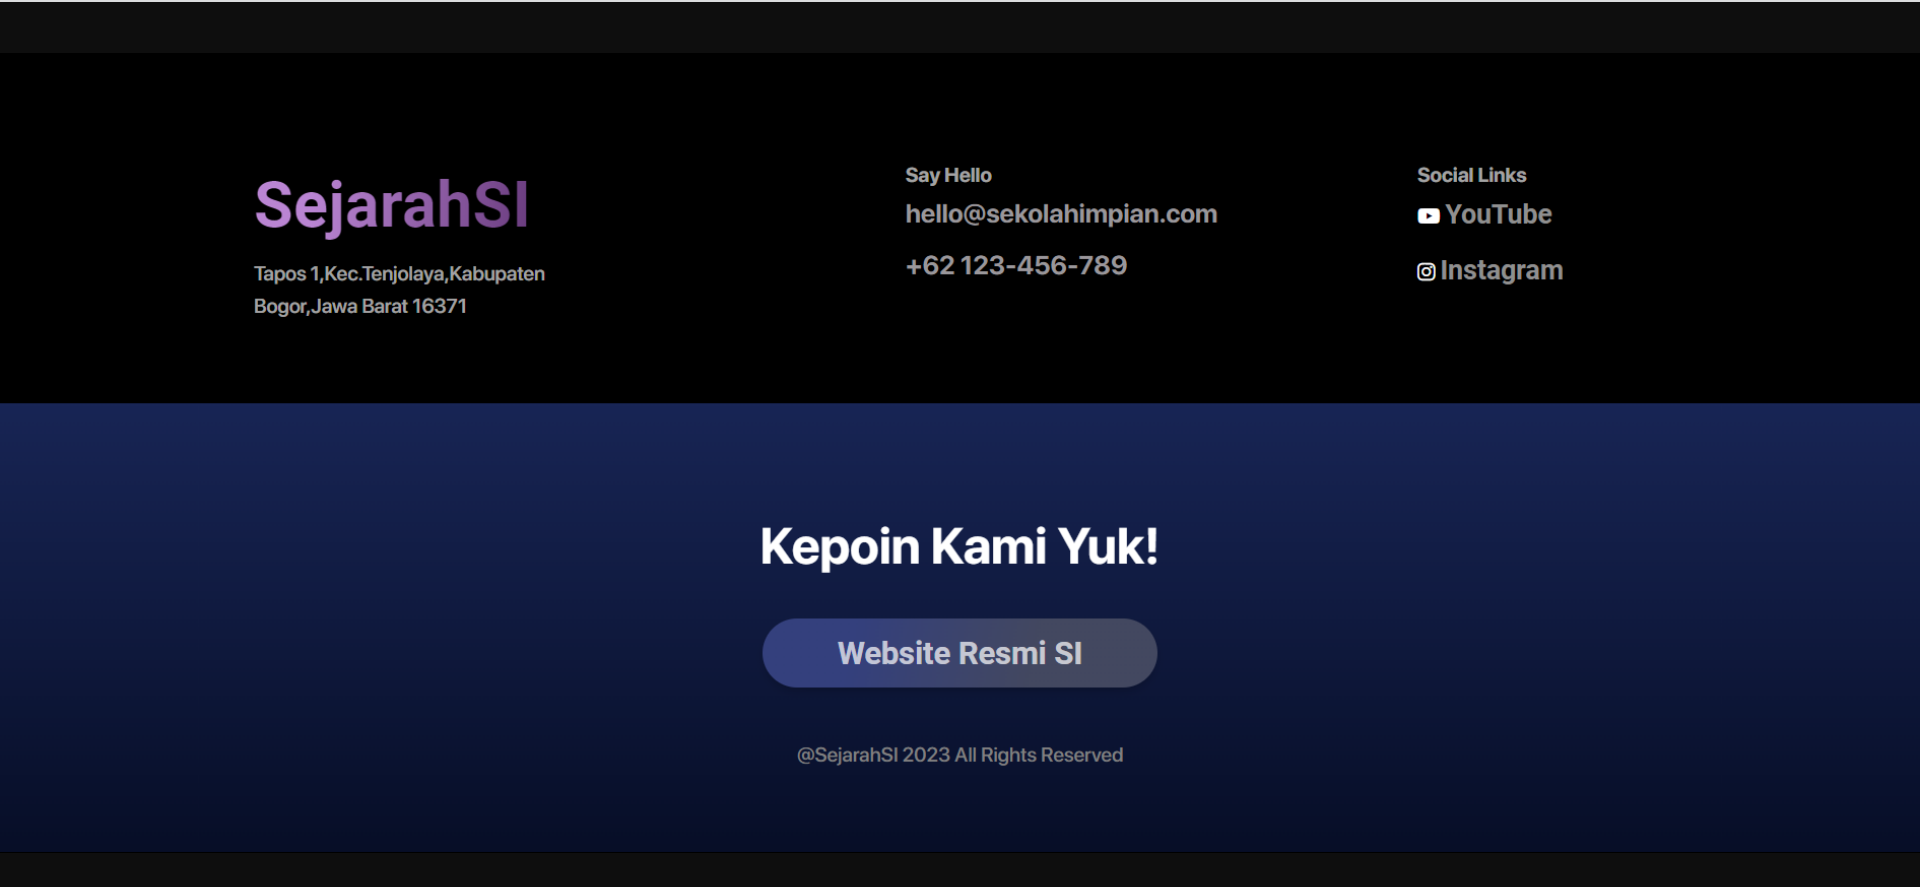 SejarahSI
Tapos 1,Kec.Tenjolaya,Kabupaten
Bogor,Jawa Barat 16371
Say Hello
hello@sekolahimpian.com
+62 123-456-789
Social Links
YouTube
Instagram
Kepoin Kami Yuk!
Website Resmi SI
@SejarahSI 2023 All Rights Reserved